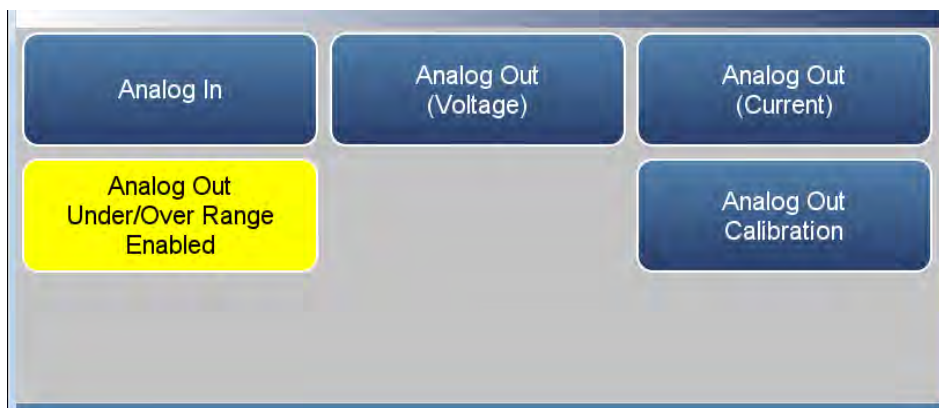 Analog In
Analog Out
(Voltage)
Analog Out
(Current)
Analog Out
Under/Over Range
Enabled
Analog Out
Calibration